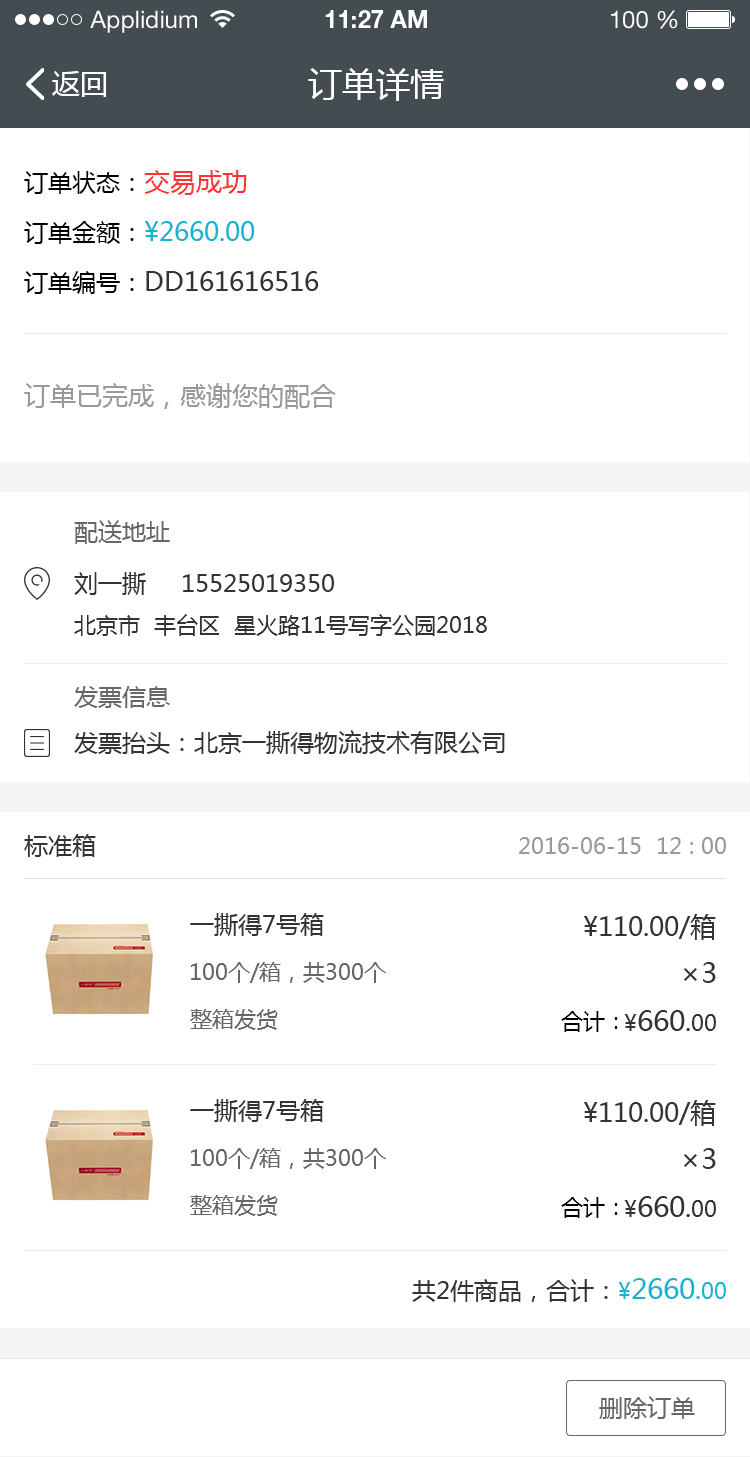 Applidium 11:27 AM 100 %
返回 订单详情
订单状态：交易成功
订单金额：¥2660.00
订单编号：DD161616516
订单已完成，感谢您的配合
配送地址
刘一撕 15525019350
北京市 丰台区 星火路11号写字公园2018
发票信息
发票抬头：北京一撕得物流技术有限公司
标准箱 2016-06-15 12 : 00
一撕得7号箱 ¥110.00/箱
100个/箱，共300个 ×3
整箱发货 合计：¥660.00
一撕得7号箱 ¥110.00/箱
100个/箱，共300个 ×3
整箱发货 合计：¥660.00
共2件商品，合计：¥2660.00
删除订单